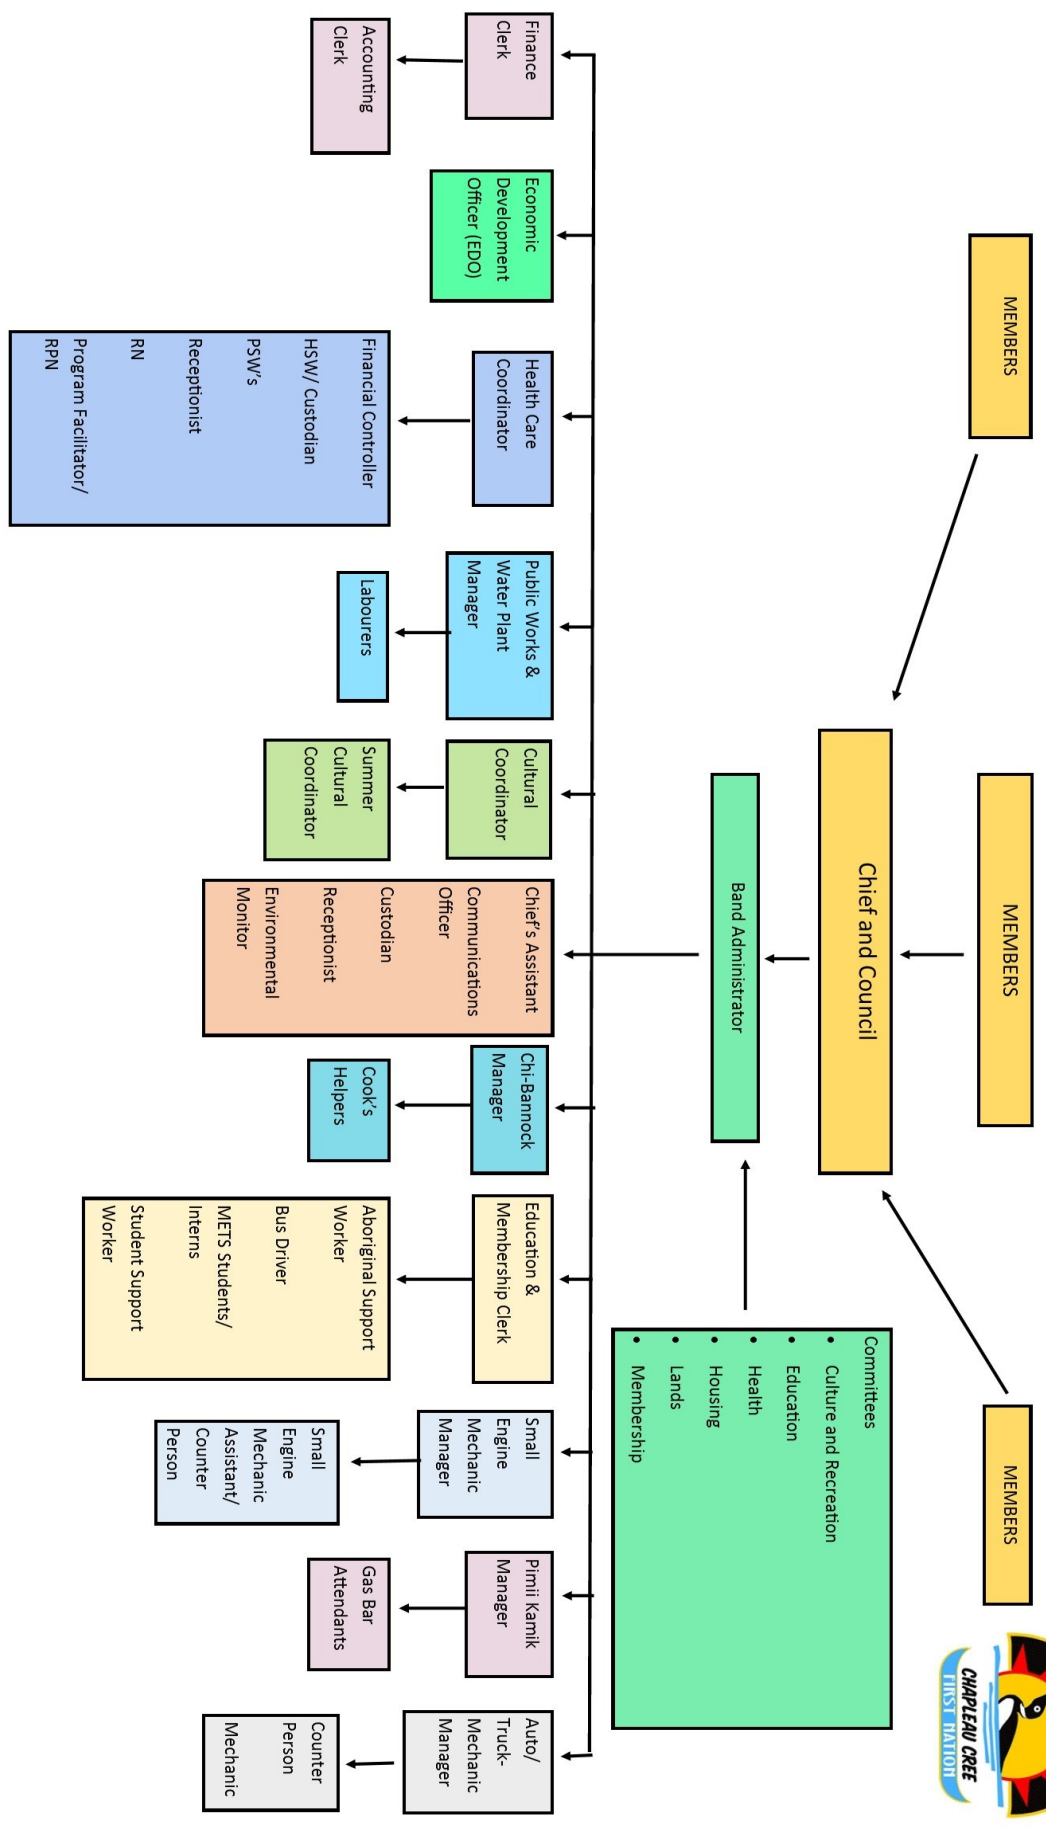 MEMBERS
MEMBERS
MEMBERS
CHAPLEAU CREE
FIRST NATION
Chief and Council
Band Administrator
Committees
• Culture and Recreation
• Education
• Health
• Housing
• Lands
• Membership
Finance
Clerk
Accounting
Clerk
Economic
Development
Officer (EDO)
Health Care
Coordinator
Financial Controller
HSW/ Custodian
PSW's
Receptionist
RN
Program Facilitator/
RPN
Public Works &
Water Plant
Manager
Labourers
Cultural
Coordinator
Summer
Cultural
Coordinator
Chief's Assistant
Communications
Officer
Custodian
Receptionist
Environmental
Monitor
Chi-Bannock
Manager
Cook's
Helpers
Education &
Membership Clerk
Aboriginal Support
Worker
Bus Driver
METS Students/
Interns
Student Support
Worker
Small
Engine
Mechanic
Manager
Small
Engine
Mechanic
Assistant/
Counter
Person
Pimii Kamik
Manager
Gas Bar
Attendants
Auto/
Truck-
Mechanic
Manager
Counter
Person
Mechanic